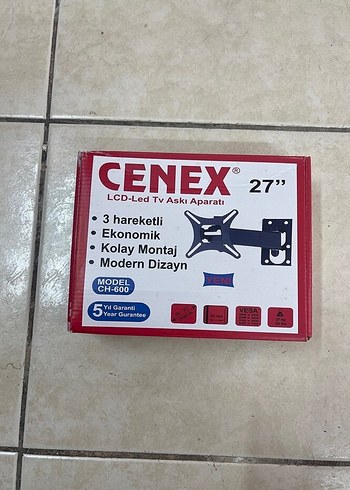 CENEX® 27”
LCD-Led Tv Askı Aparatı
• 3 hareketli
• Ekonomik
• Kolay Montaj
• Modern Dizayn
YENİ
MODEL
CH-600
5 Yıl Garanti
Year Gurantee
VESA